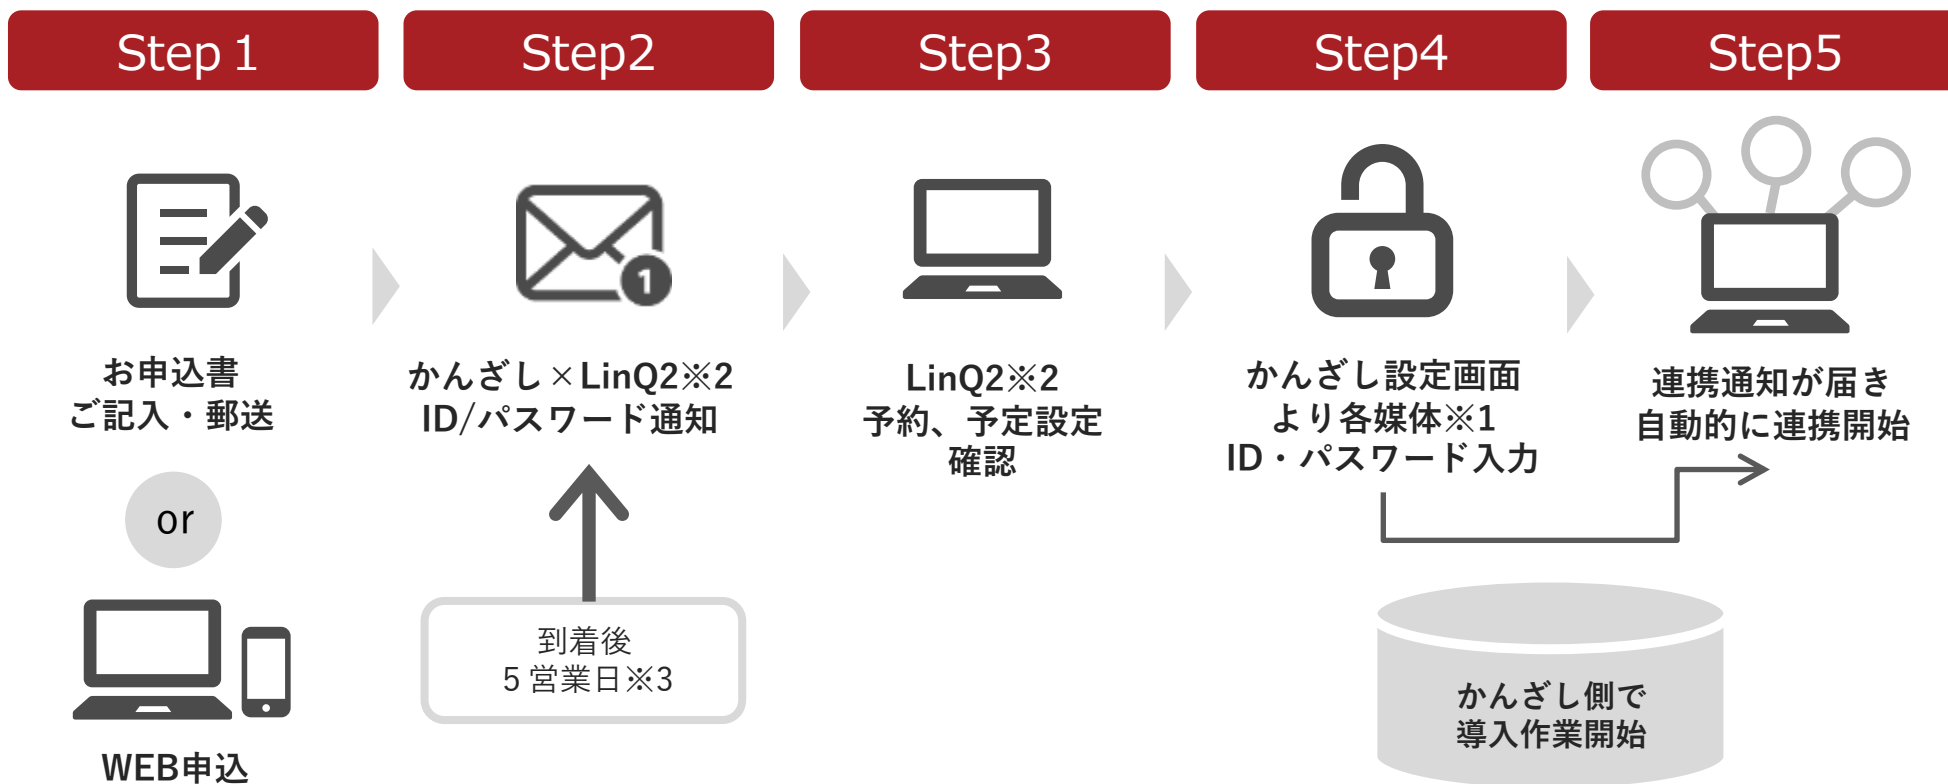 Step 1
Step2
Step3
Step4
Step5
お申込書
ご記入・郵送
or
WEB申込
1
かんざし×LinQ2※2
ID/パスワード通知
到着後
5 営業日※3
LinQ2※2
予約、予定設定
確認
かんざし設定画面
より各媒体※1
ID・パスワード入力
連携通知が届き
自動的に連携開始
かんざし側で
導入作業開始